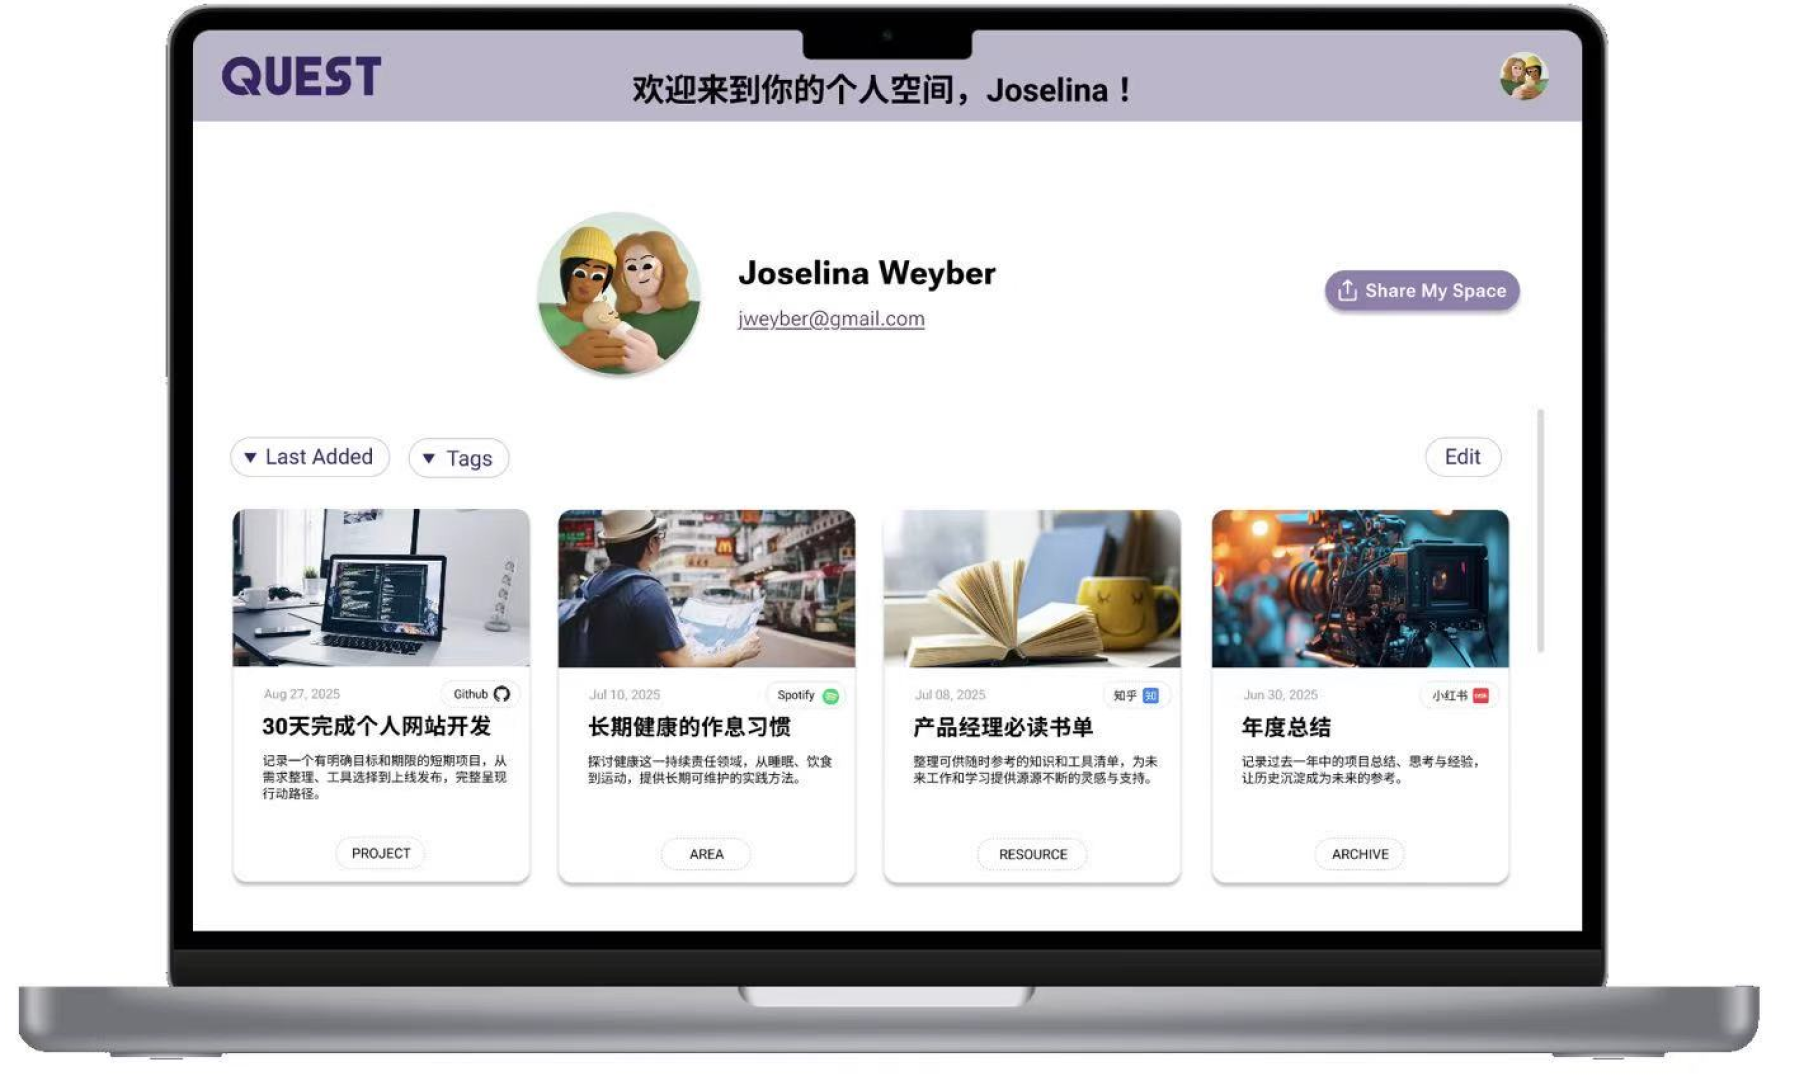 QUEST
欢迎来到你的个人空间，Joselina！
Joselina Weyber
jweyber@gmail.com
Share My Space
▼ Last Added
▼ Tags
Edit
Aug 27, 2025
Github
30天完成个人网站开发
记录一个有明确目标和期限的短期项目，从
需求整理、工具选择到上线发布，完整呈现
行动路径。
PROJECT
Jul 10, 2025
Spotify
长期健康的作息习惯
探讨健康这一持续责任领域，从睡眠、饮食
到运动，提供长期可维护的实践方法。
AREA
Jul 08, 2025
知乎
知
产品经理必读书单
整理可供随时参考的知识和工具清单，为未
来工作和学习提供源源不断的灵感与支持。
RESOURCE
Jun 30, 2025
小红书
年度总结
记录过去一年中的项目总结、思考与经验，
让历史沉淀成为未来的参考。
ARCHIVE